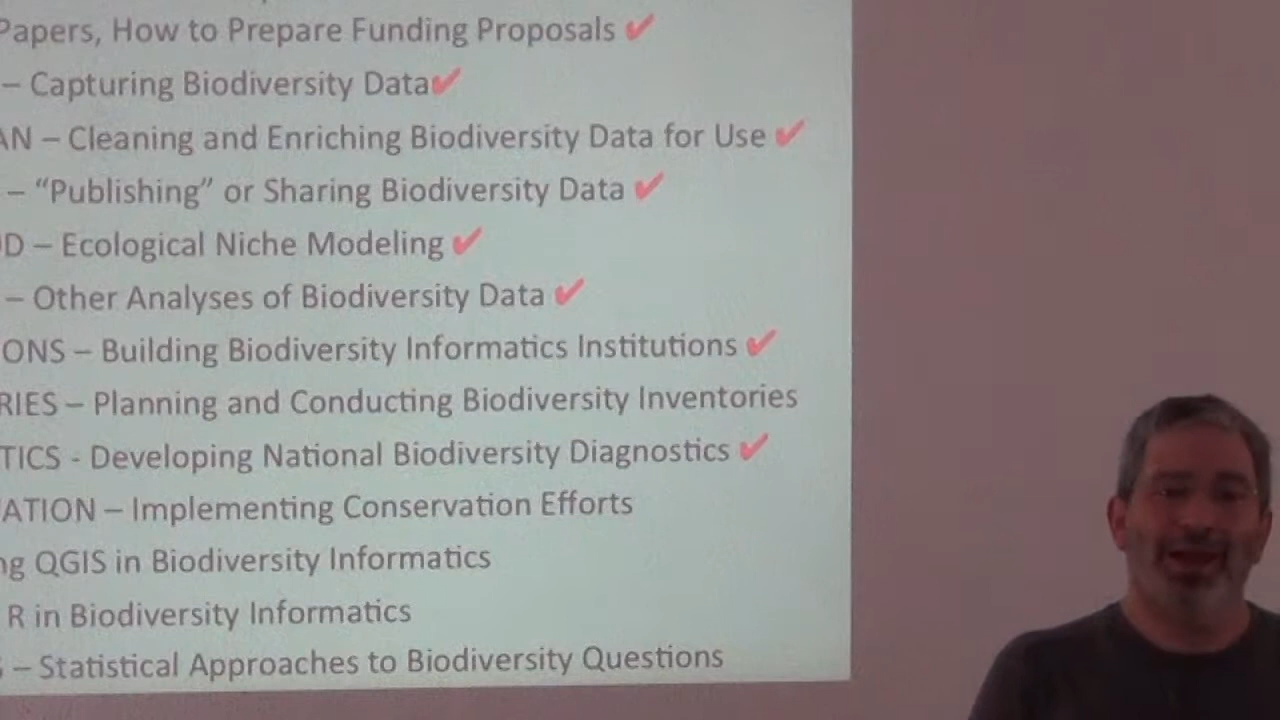 Papers, How to Prepare Funding Proposals ✔
– Capturing Biodiversity Data✔
AN – Cleaning and Enriching Biodiversity Data for Use ✔
– “Publishing” or Sharing Biodiversity Data ✔
D – Ecological Niche Modeling ✔
– Other Analyses of Biodiversity Data ✔
ONS – Building Biodiversity Informatics Institutions ✔
RIES – Planning and Conducting Biodiversity Inventories
TICS - Developing National Biodiversity Diagnostics ✔
ATION – Implementing Conservation Efforts
ng QGIS in Biodiversity Informatics
R in Biodiversity Informatics
– Statistical Approaches to Biodiversity Questions